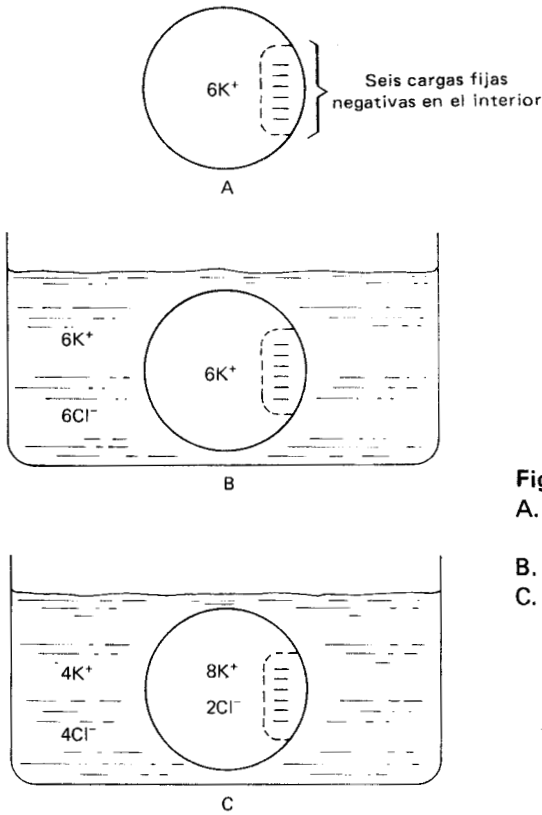 6K⁺
Seis cargas fijas
negativas en el interior
A
6K⁺
6Cl⁻
6K⁺
B
Fig
A.
B.
C.
4K⁺
4Cl⁻
8K⁺
2Cl⁻
C